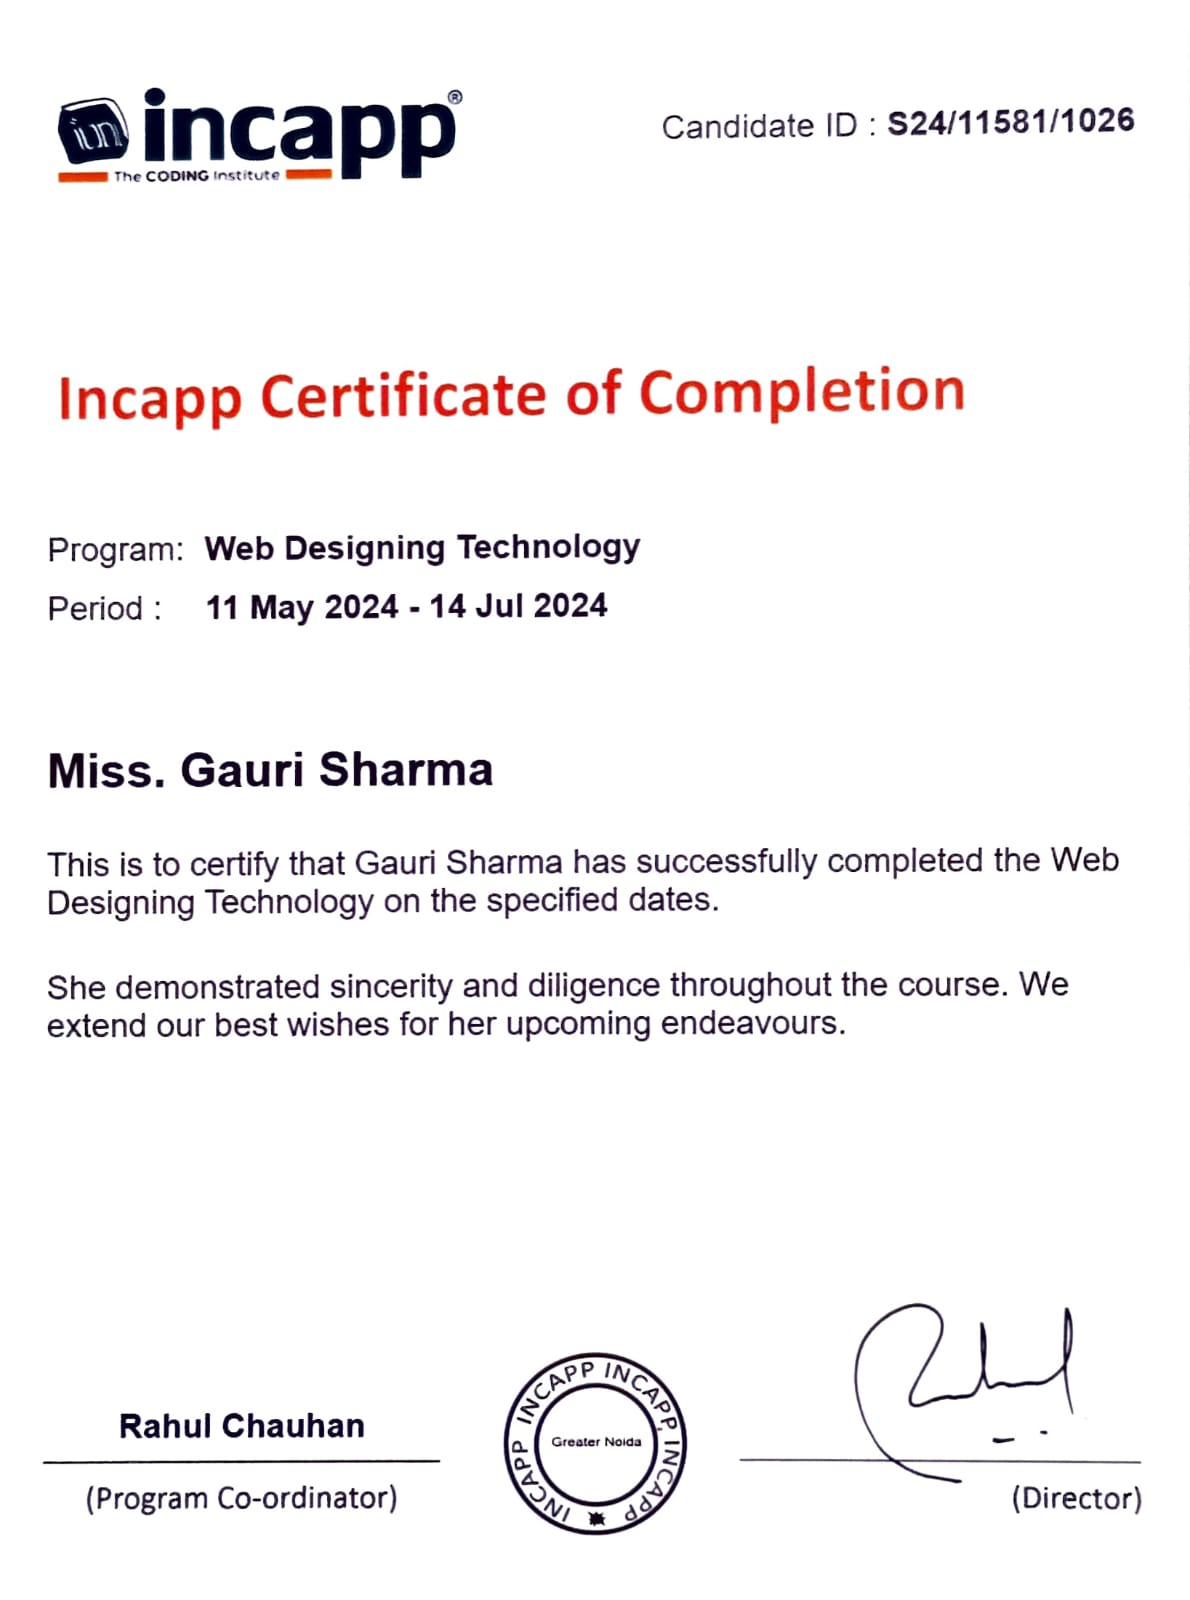 incapp®
The CODING Institute
Candidate ID : S24/11581/1026
Incapp Certificate of Completion
Program: Web Designing Technology
Period : 11 May 2024 - 14 Jul 2024
Miss. Gauri Sharma
This is to certify that Gauri Sharma has successfully completed the Web
Designing Technology on the specified dates.
She demonstrated sincerity and diligence throughout the course. We
extend our best wishes for her upcoming endeavours.
Rahul Chauhan
(Program Co-ordinator)
INCAPP INCAPP INCAPP INCAPP
Greater Noida
Rahul
(Director)